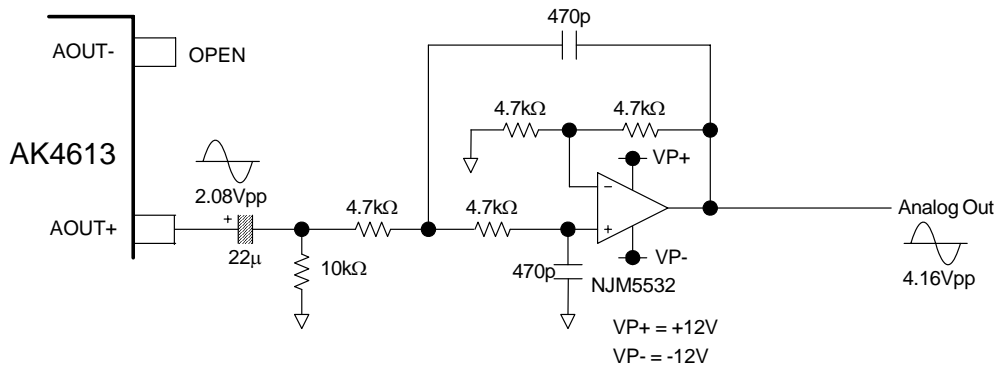 470p
AOUT-
OPEN
4.7kΩ
4.7kΩ
AK4613
VP+
2.08Vpp
−
4.7kΩ
4.7kΩ
Analog Out
AOUT+
+
+
22μ
10kΩ
470p
VP-
NJM5532
4.16Vpp
VP+ = +12V
VP- = -12V